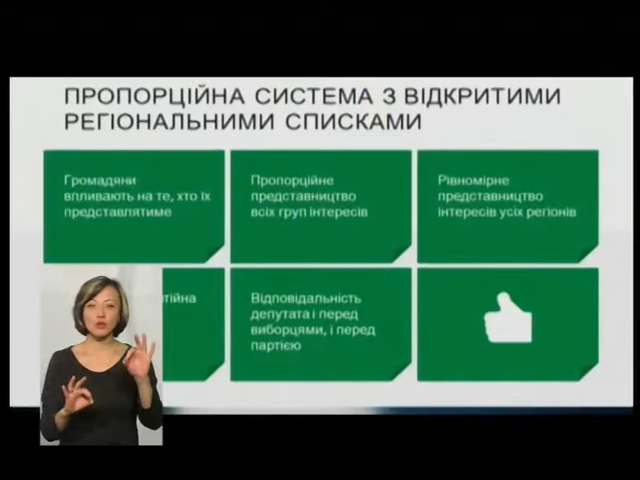 ПРОПОРЦІЙНА СИСТЕМА З ВІДКРИТИМИ
РЕГІОНАЛЬНИМИ СПИСКАМИ
Громадяни
впливають на те, хто їх
представлятиме
Пропорційне
представництво
всіх груп інтересів
Рівномірне
представництво
інтересів усіх регіонів
Відповідальність
депутата і перед
виборцями, і перед
партією